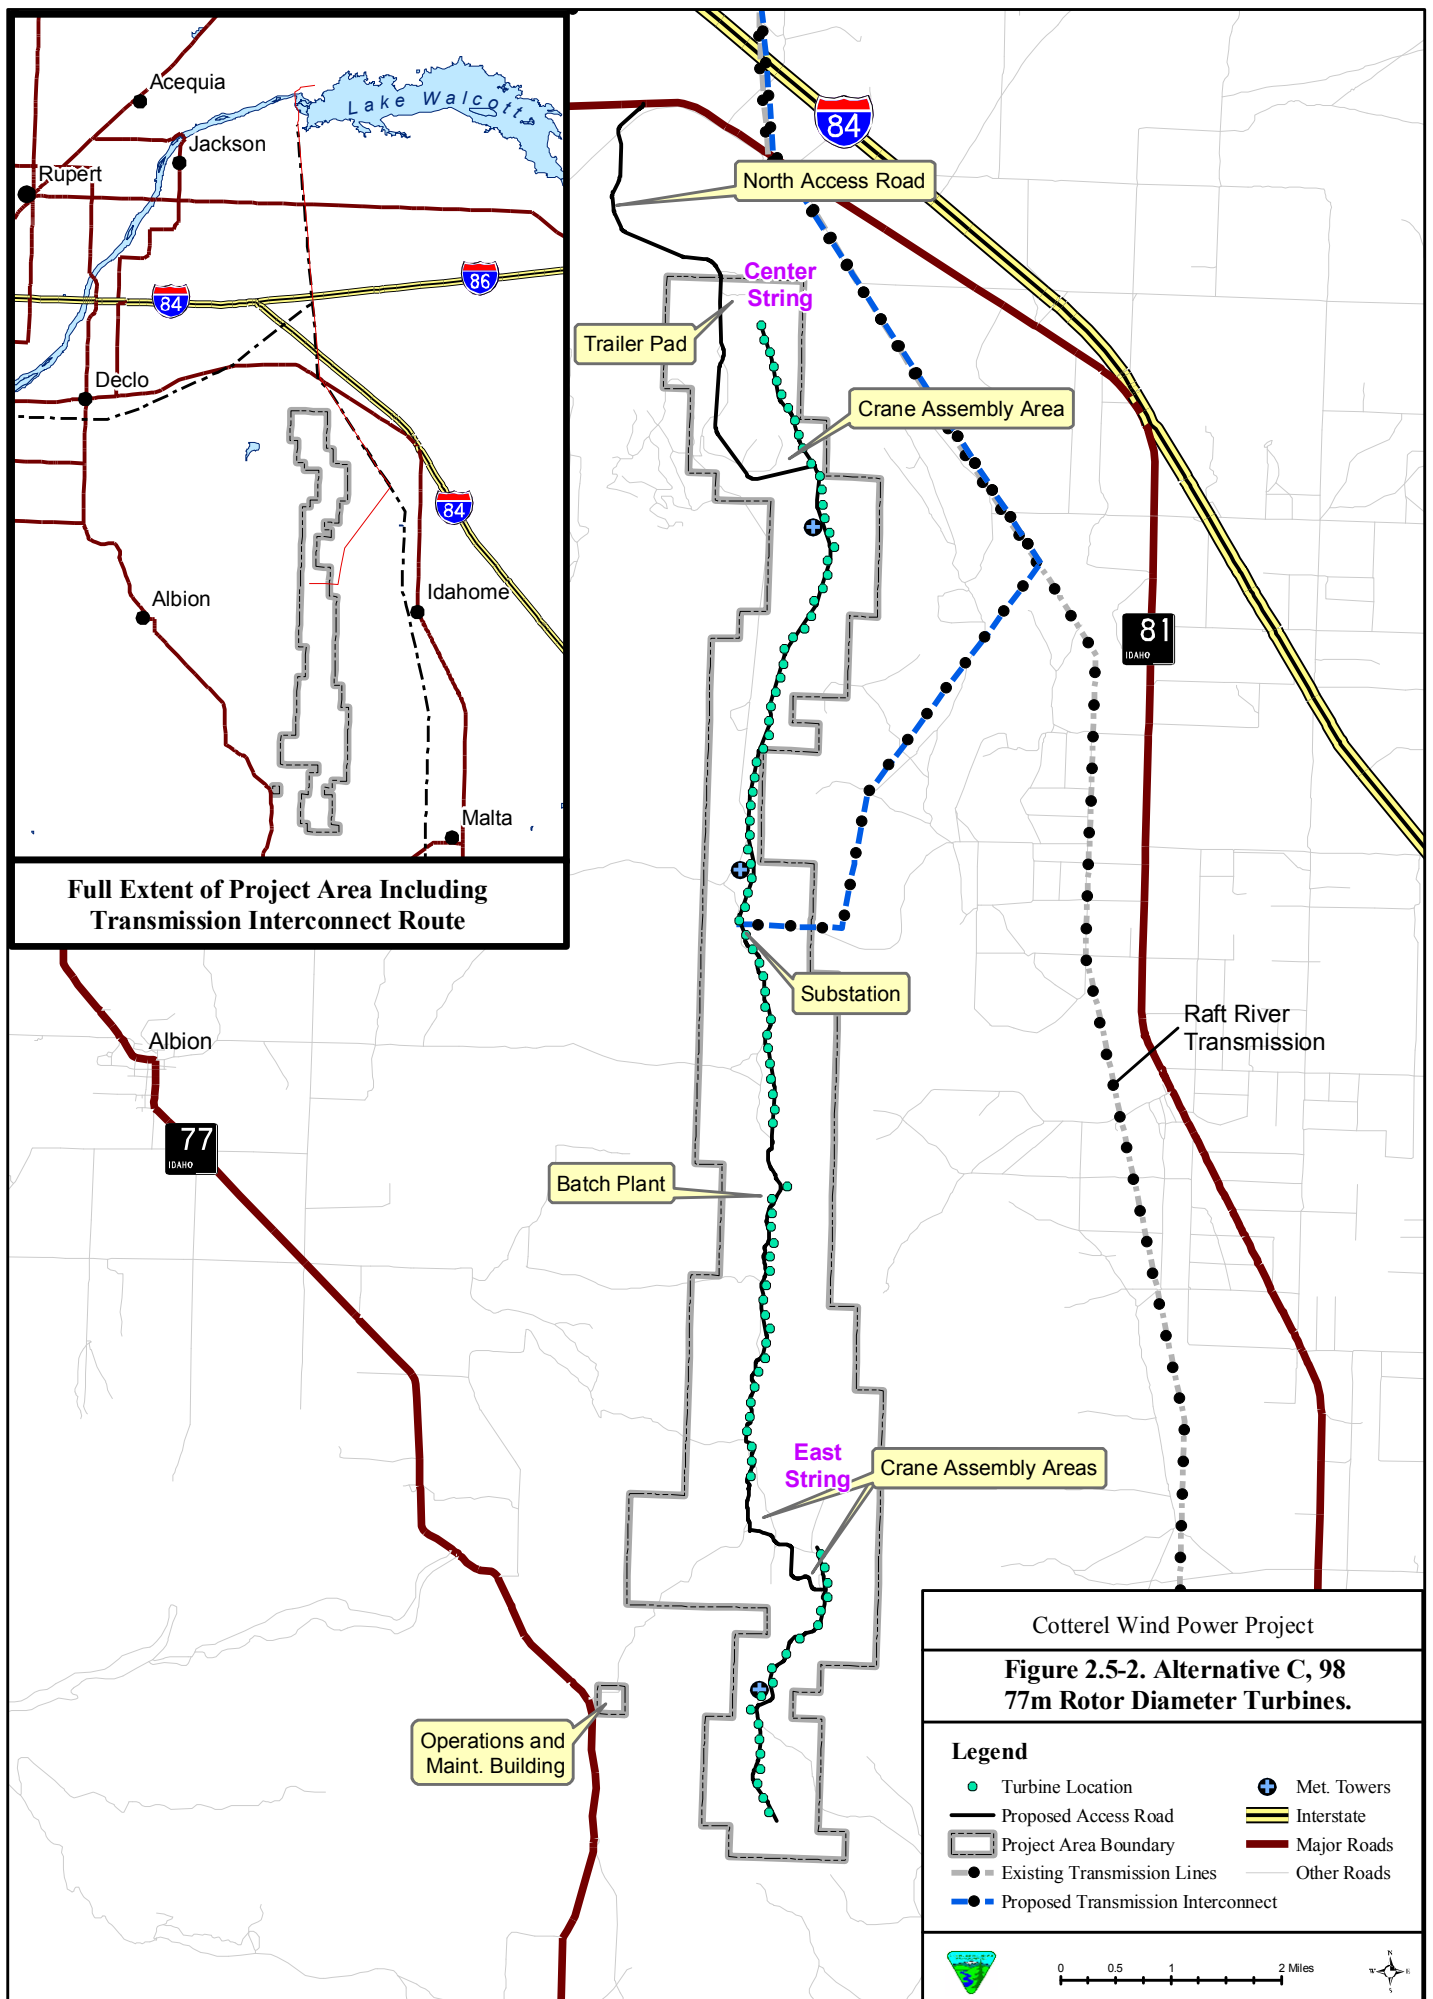 Acequia
Lake Walcott
Jackson
Rupert
86
84
Declo
84
Albion
Idahome
Malta
Full Extent of Project Area Including
Transmission Interconnect Route
84
North Access Road
Center
String
Trailer Pad
Crane Assembly Area
81
IDAHO
Substation
Raft River
Transmission
Albion
77
IDAHO
Batch Plant
East
String
Crane Assembly Areas
Operations and
Maint. Building
Cotterel Wind Power Project
Figure 2.5-2. Alternative C, 98
77m Rotor Diameter Turbines.
Legend
Turbine Location
Proposed Access Road
Project Area Boundary
Existing Transmission Lines
Proposed Transmission Interconnect
Met. Towers
Interstate
Major Roads
Other Roads
0 0.5 1 2 Miles
N
W E
S